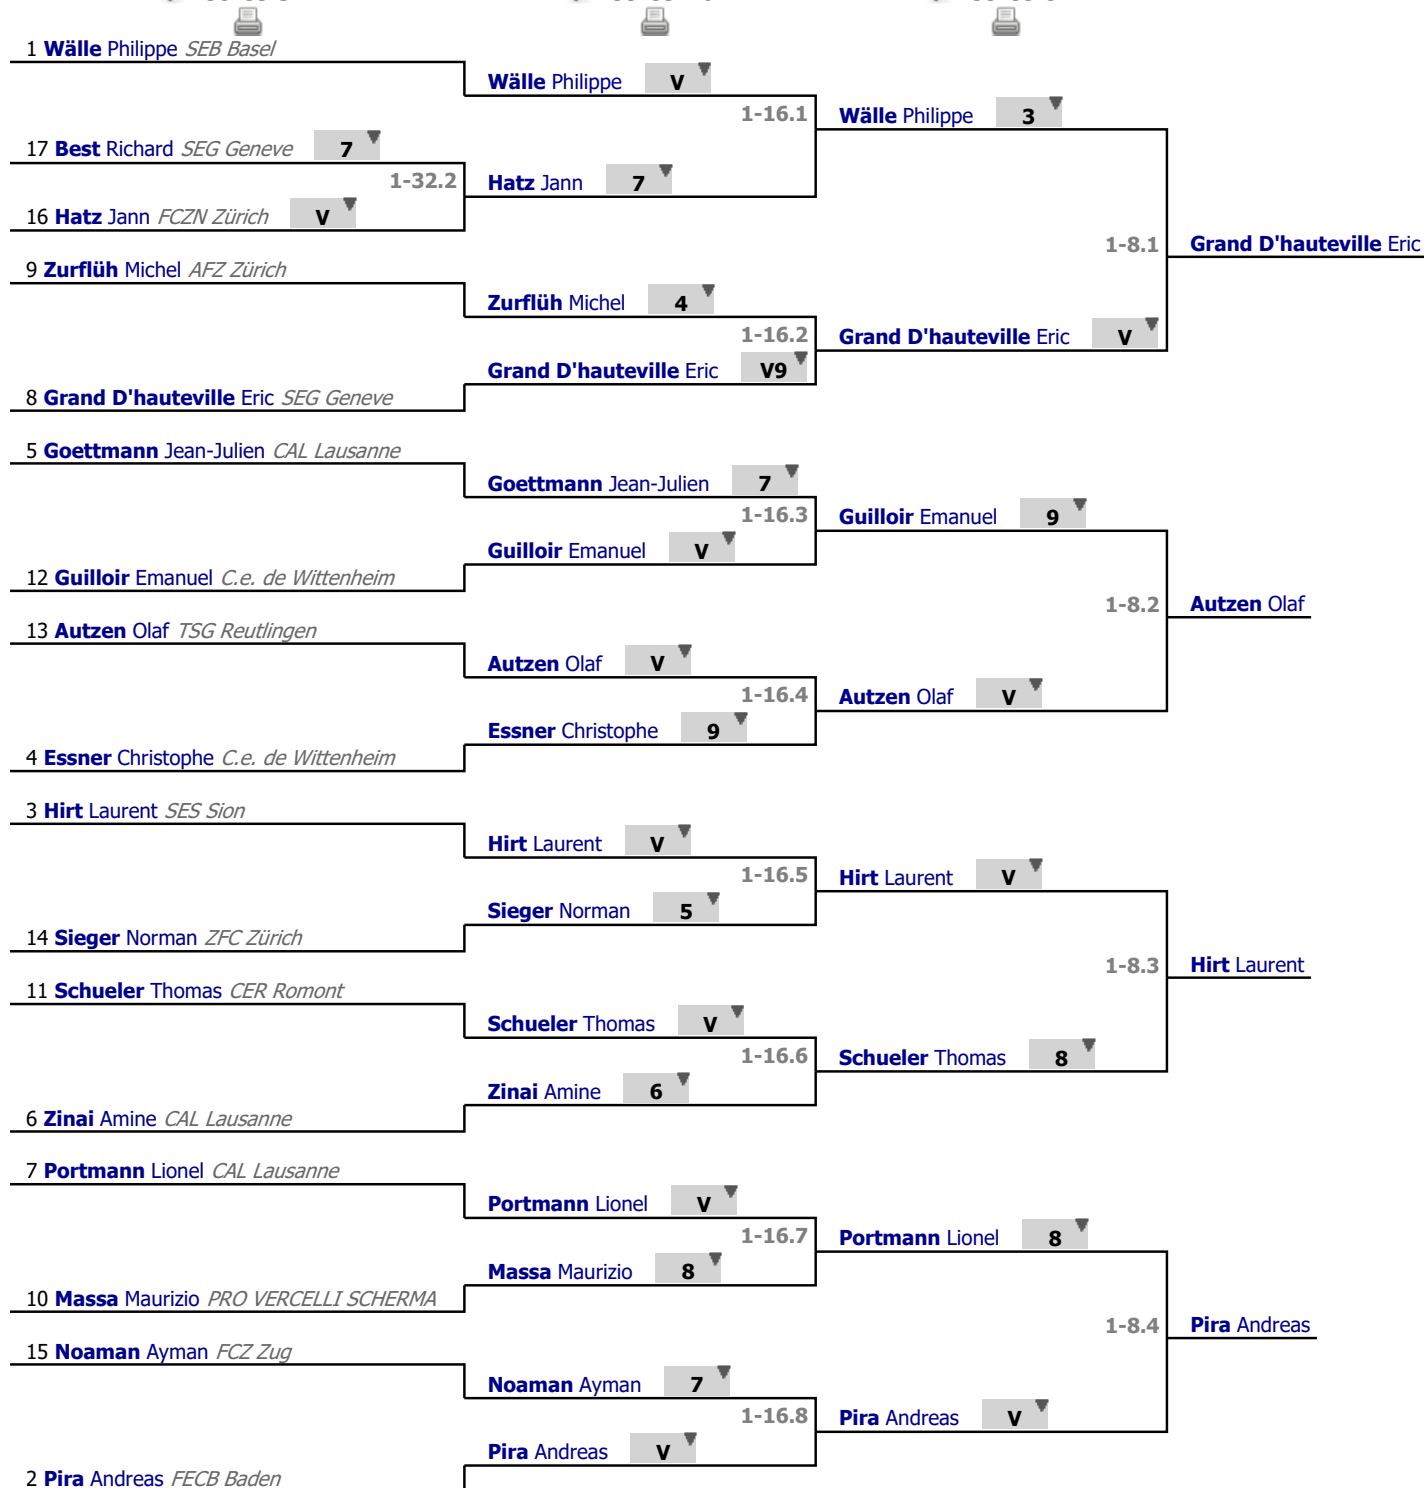 1 Wälle Philippe SEB Basel
Wälle Philippe V
1-16.1
Wälle Philippe 3
17 Best Richard SEG Geneve 7
1-32.2
Hatz Jann 7
16 Hatz Jann FCZN Zürich V
1-8.1
Grand D'hauteville Eric
9 Zurflüh Michel AFZ Zürich
Zurflüh Michel 4
1-16.2
Grand D'hauteville Eric V
Grand D'hauteville Eric V9
8 Grand D'hauteville Eric SEG Geneve
5 Goettmann Jean-Julien CAL Lausanne
Goettmann Jean-Julien 7
1-16.3
Guilloir Emanuel 9
Guilloir Emanuel V
12 Guilloir Emanuel C.e. de Wittenheim
1-8.2
Autzen Olaf
13 Autzen Olaf TSG Reutlingen
Autzen Olaf V
1-16.4
Autzen Olaf V
Essner Christophe 9
4 Essner Christophe C.e. de Wittenheim
3 Hirt Laurent SES Sion
Hirt Laurent V
1-16.5
Hirt Laurent V
Sieger Norman 5
14 Sieger Norman ZFC Zürich
1-8.3
Hirt Laurent
11 Schueler Thomas CER Romont
Schueler Thomas V
1-16.6
Schueler Thomas 8
Zinai Amine 6
6 Zinai Amine CAL Lausanne
7 Portmann Lionel CAL Lausanne
Portmann Lionel V
1-16.7
Portmann Lionel 8
Massa Maurizio 8
10 Massa Maurizio PRO VERCELLI SCHERMA
1-8.4
Pira Andreas
15 Noaman Ayman FCZ Zug
Noaman Ayman 7
1-16.8
Pira Andreas V
Pira Andreas V
2 Pira Andreas FECB Baden